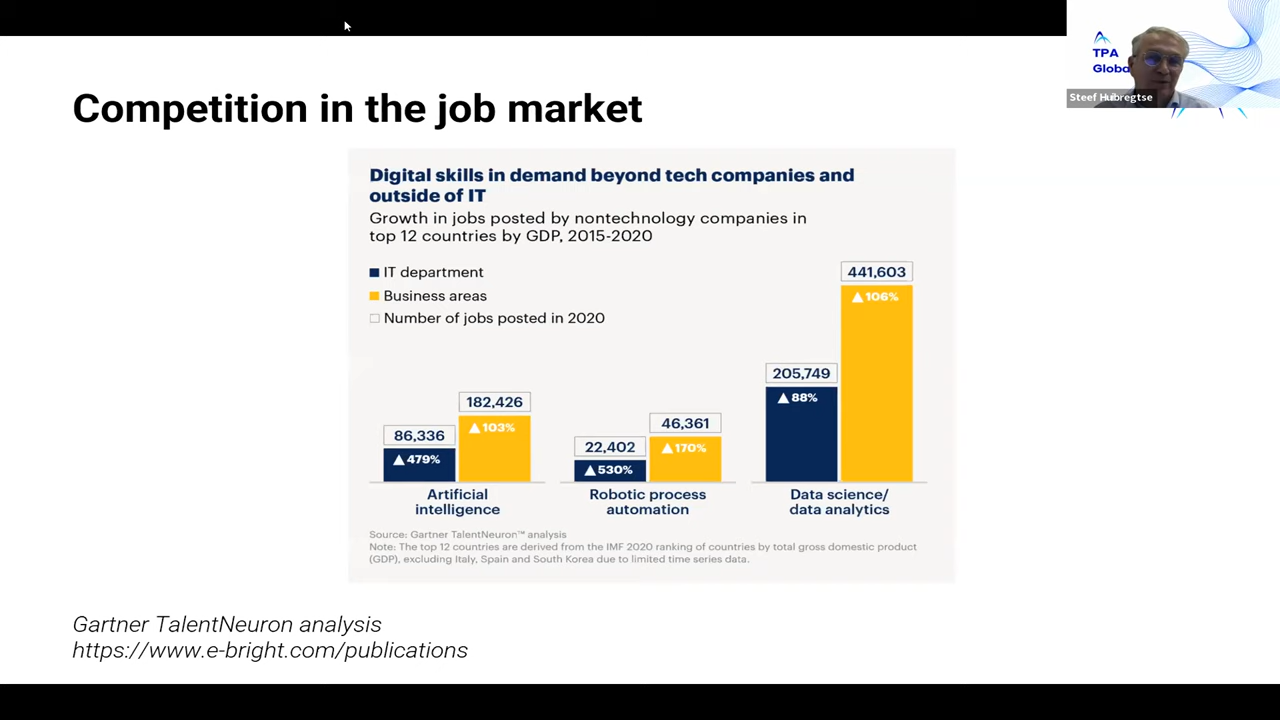 TPA
Global
Steef Huibregtse
Competition in the job market
Digital skills in demand beyond tech companies and
outside of IT
Growth in jobs posted by nontechnology companies in
top 12 countries by GDP, 2015-2020
IT department
Business areas
Number of jobs posted in 2020
86,336
▲479%
182,426
▲103%
Artificial
intelligence
22,402
▲530%
46,361
▲170%
Robotic process
automation
205,749
▲88%
441,603
▲106%
Data science/
data analytics
Source: Gartner TalentNeuron™ analysis
Note: The top 12 countries are derived from the IMF 2020 ranking of countries by total gross domestic product
(GDP), excluding Italy, Spain and South Korea due to limited time series data.
Gartner TalentNeuron analysis
https://www.e-bright.com/publications